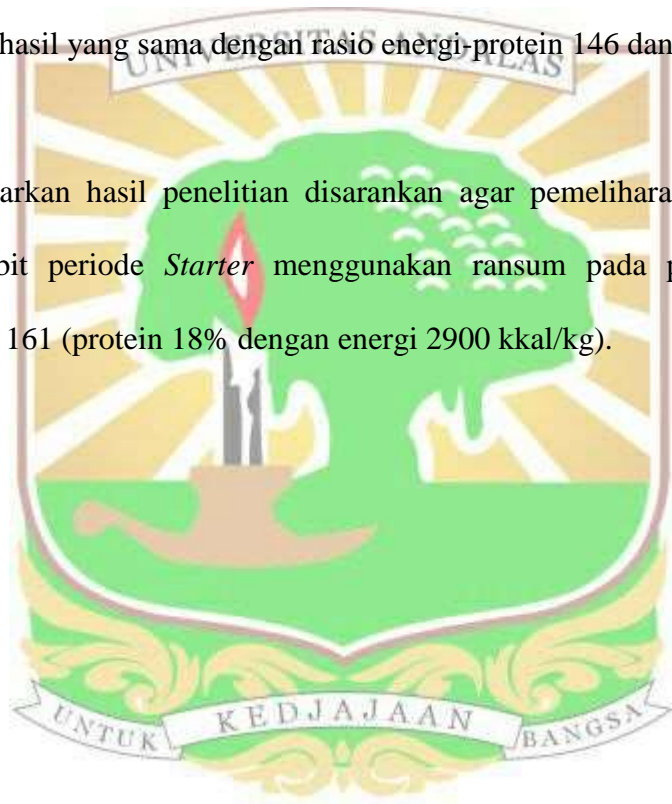 hasil yang sama dengan rasio energi-protein 146 dan
UNIVERSITAS ANDALAS
arkan hasil penelitian disarankan agar pemelihara
bit periode Starter menggunakan ransum pada p
161 (protein 18% dengan energi 2900 kkal/kg).
UNTUK KEDJAJAAN BANGSA